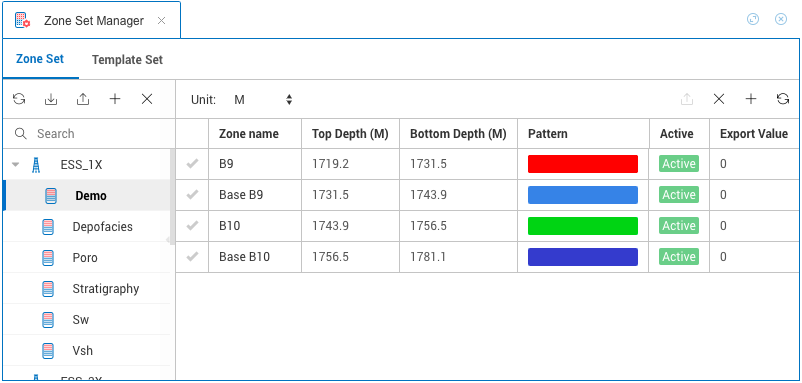 Zone Set Manager
Zone Set Template Set
Unit: M
Search
Zone name Top Depth (M) Bottom Depth (M) Pattern Active Export Value
ESS_1X
Demo
Depofacies
Poro
Stratigraphy
Sw
Vsh
B9 1719.2 1731.5 Active 0
Base B9 1731.5 1743.9 Active 0
B10 1743.9 1756.5 Active 0
Base B10 1756.5 1781.1 Active 0